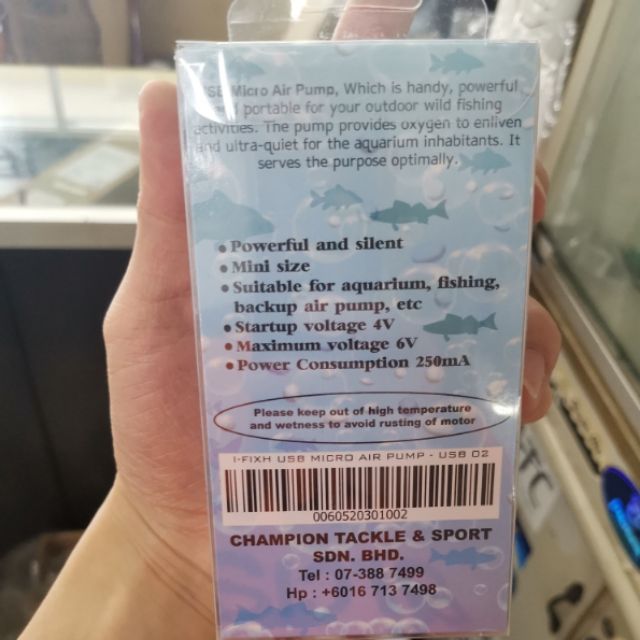 USB Micro Air Pump, Which is handy, powerful
and portable for your outdoor wild fishing
activities. The pump provides oxygen to enliven
and ultra-quiet for the aquarium inhabitants. It
serves the purpose optimally.
• Powerful and silent
• Mini size
• Suitable for aquarium, fishing,
backup air pump, etc
• Startup voltage 4V
• Maximum voltage 6V
• Power Consumption 250mA
Please keep out of high temperature
and wetness to avoid rusting of motor
I-FIXH USB MICRO AIR PUMP - USB 02
0060520301002
CHAMPION TACKLE & SPORT
SDN. BHD.
Tel : 07-388 7499
Hp : +6016 713 7498